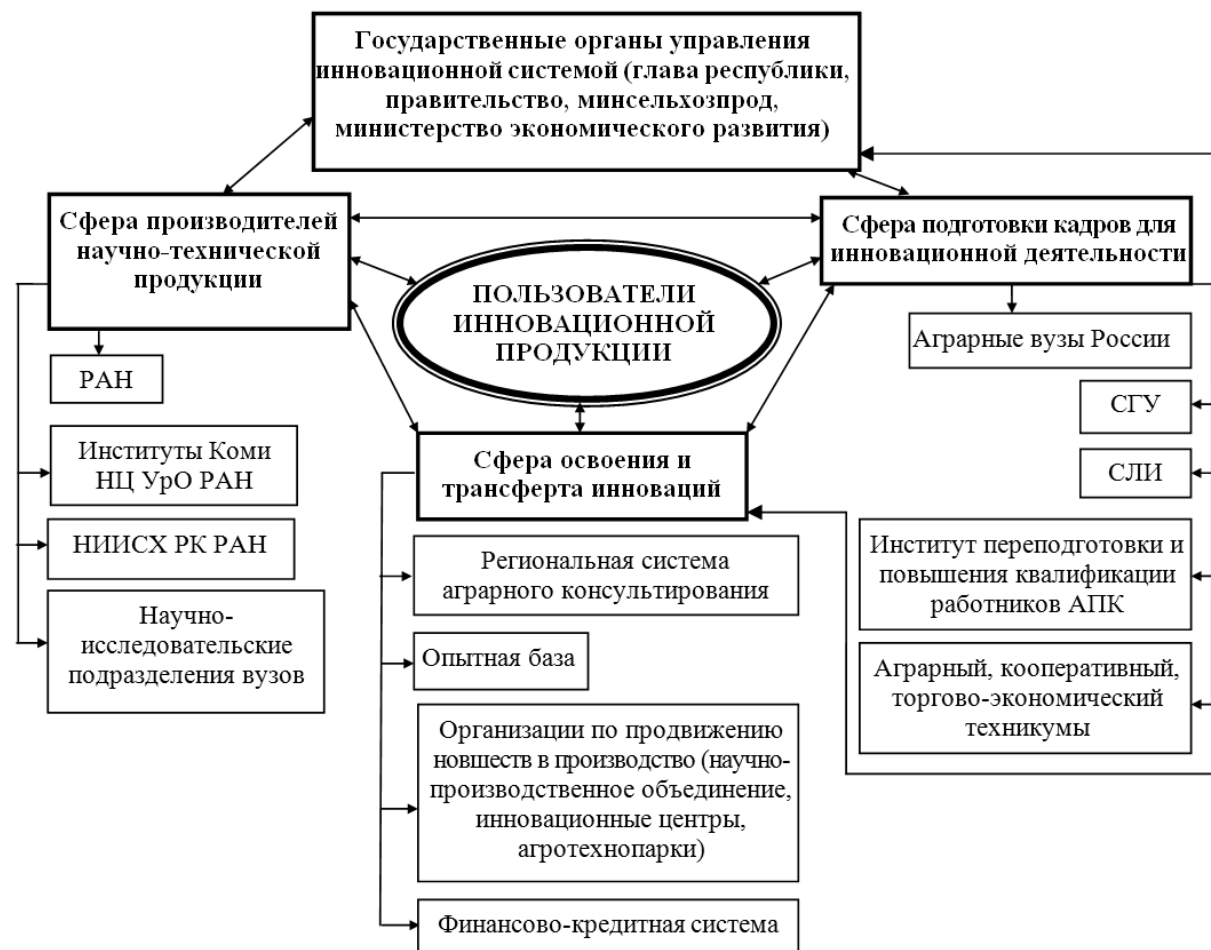 Государственные органы управления
инновационной системой (глава республики,
правительство, минсельхозпрод,
министерство экономического развития)
Сфера производителей
научно-технической
продукции
Сфера подготовки кадров для
инновационной деятельности
ПОЛЬЗОВАТЕЛИ
ИННОВАЦИОННОЙ
ПРОДУКЦИИ
РАН
Институты Коми
НЦ УрО РАН
НИИСХ РК РАН
Научно-
исследовательские
подразделения вузов
Сфера освоения и
трансферта инноваций
Региональная система
аграрного консультирования
Опытная база
Организации по продвижению
новшеств в производство (научно-
производственное объединение,
инновационные центры,
агротехнопарки)
Финансово-кредитная система
Аграрные вузы России
СГУ
СЛИ
Институт переподготовки и
повышения квалификации
работников АПК
Аграрный, кооперативный,
торгово-экономический
техникумы